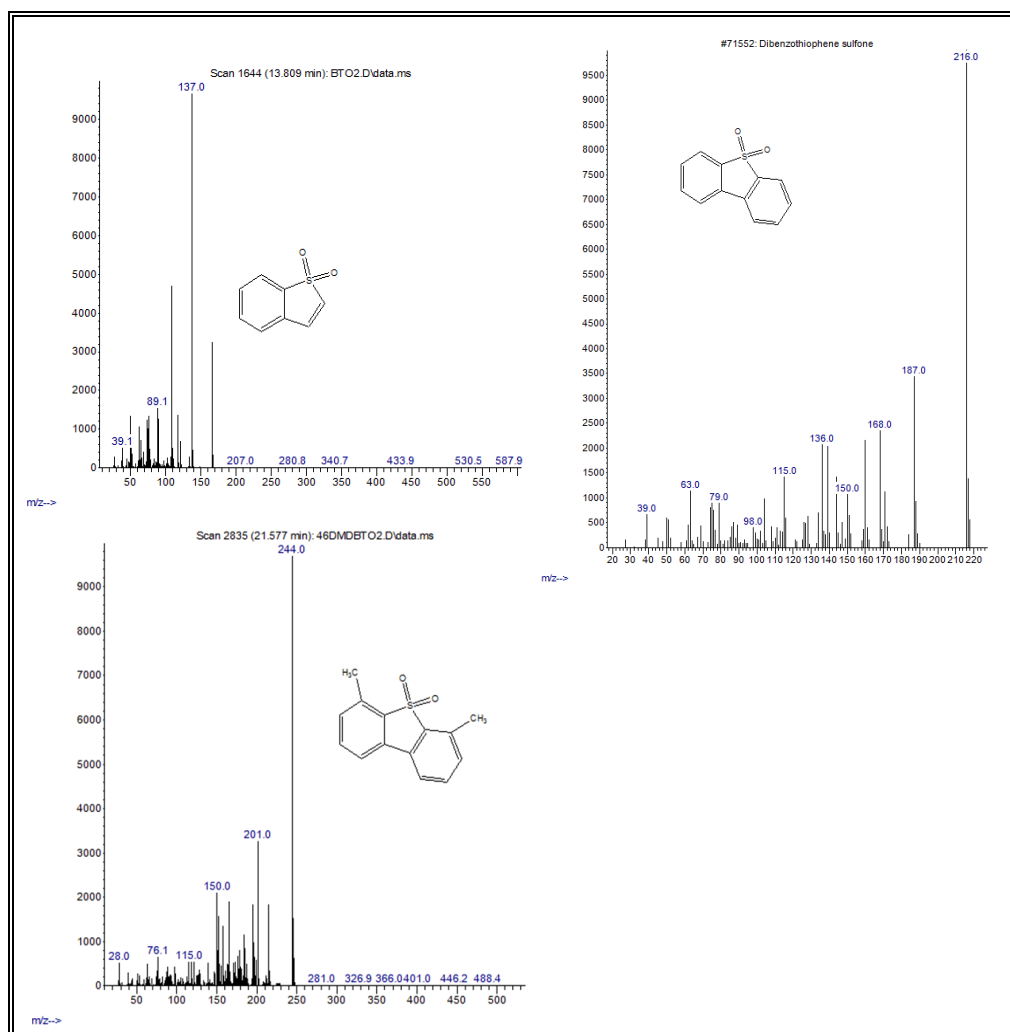 Scan 1644 (13.809 min): BTO2.D\data.ms
137.0
9000
8000
7000
6000
5000
4000
3000
2000
1000
0
89.1
39.1
207.0 280.8 340.7 433.9 530.5 587.9
50 100 150 200 250 300 350 400 450 500 550
m/z-->
O
O
S
#71552: Dibenzothiophene sulfone
216.0
9500
9000
8500
8000
7500
7000
6500
6000
5500
5000
4500
4000
3500
3000
2500
2000
1500
1000
500
0
187.0
168.0
136.0
115.0
63.0
150.0
79.0
39.0
98.0
20 30 40 50 60 70 80 90 100 110 120 130 140 150 160 170 180 190 200 210 220
m/z-->
O
O
S
Scan 2835 (21.577 min): 46DMDBTO2.D\data.ms
244.0
9000
8000
7000
6000
5000
4000
3000
2000
1000
0
201.0
150.0
76.1
28.0
115.0
281.0 326.9 366.0 401.0 446.2 488.4
50 100 150 200 250 300 350 400 450 500
m/z-->
H₃C
O
O
S
CH₃